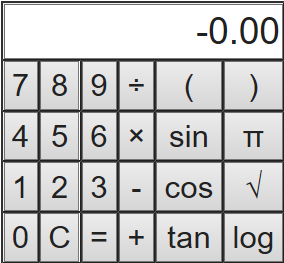 -0.00
7 8 9 ÷ ( )
4 5 6 × sin π
1 2 3 - cos √
0 C = + tan log